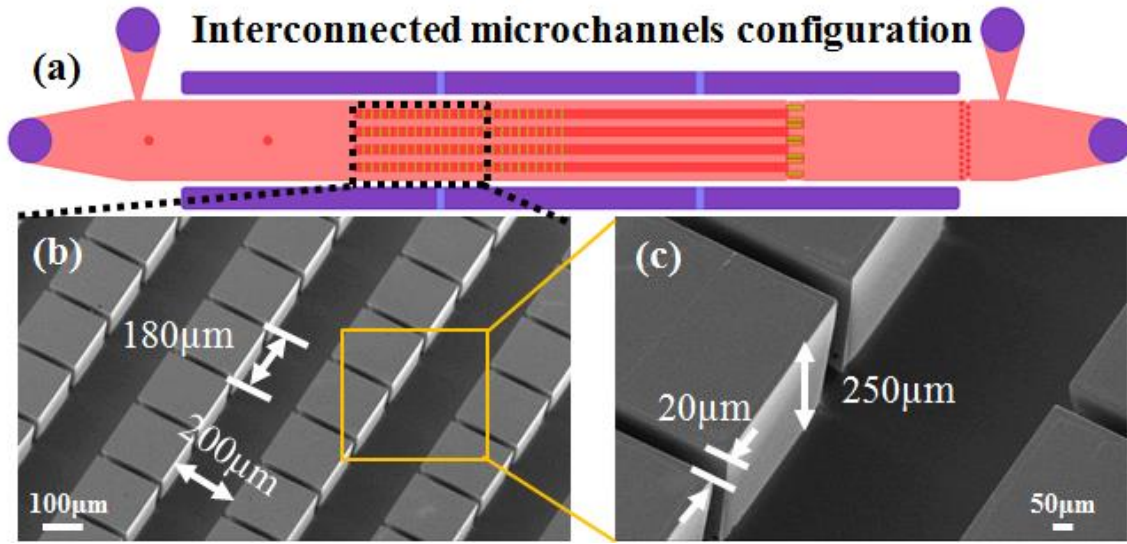 Interconnected microchannels configuration
(a)
(b)
180μm
200μm
100μm
(c)
20μm
250μm
50μm